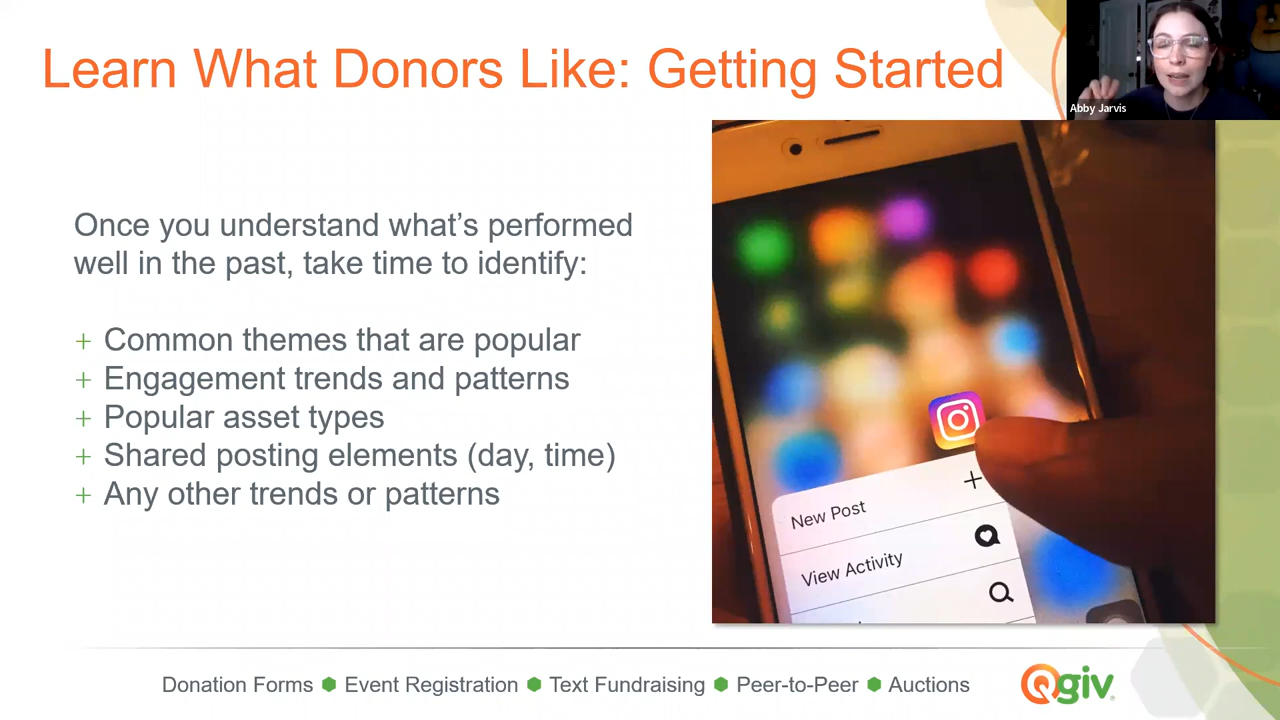 Learn What Donors Like: Getting Started
Abby Jarvis
Once you understand what’s performed
well in the past, take time to identify:
+ Common themes that are popular
+ Engagement trends and patterns
+ Popular asset types
+ Shared posting elements (day, time)
+ Any other trends or patterns
New Post
View Activity
Donation Forms ⬢ Event Registration ⬢ Text Fundraising ⬢ Peer-to-Peer ⬢ Auctions
Qgiv